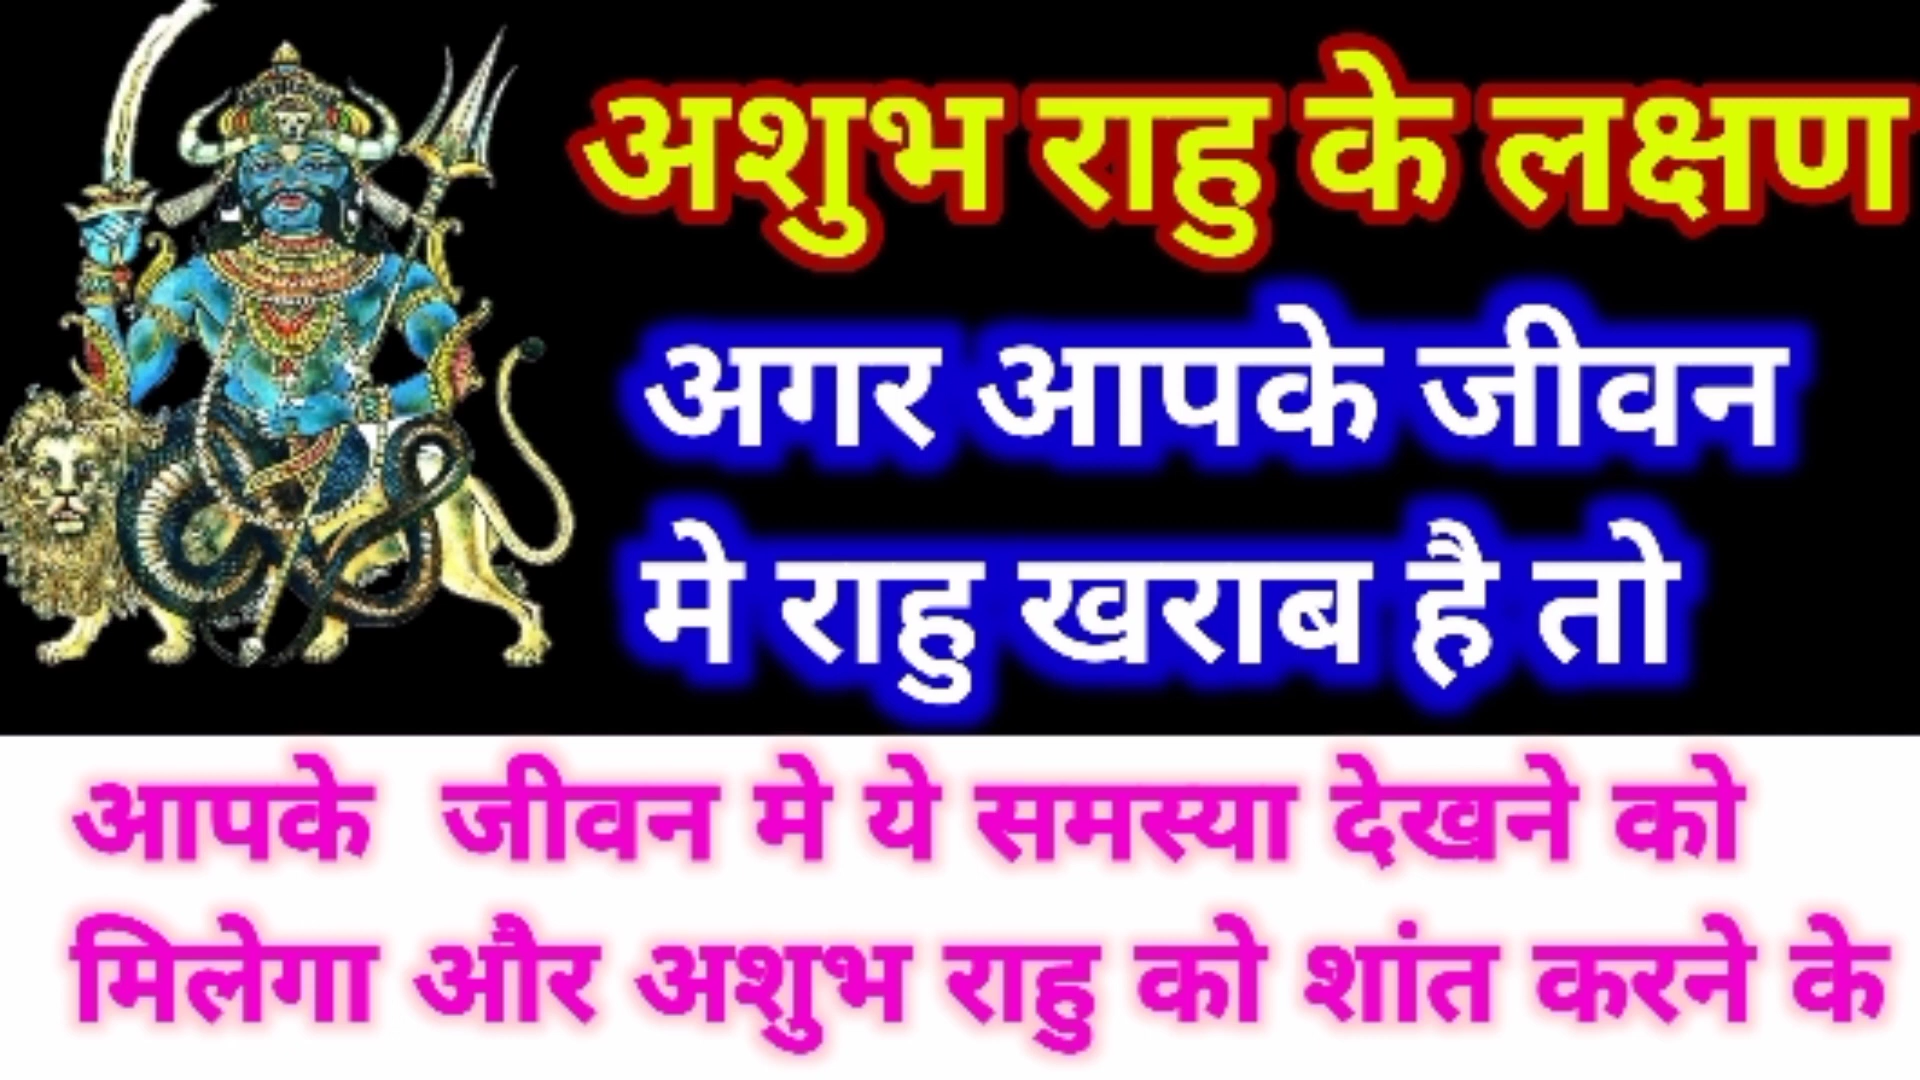 अशुभ राहु के लक्षण
अगर आपके जीवन
मे राहु खराब है तो
आपके जीवन मे ये समस्या देखने को
मिलेगा और अशुभ राहु को शांत करने के